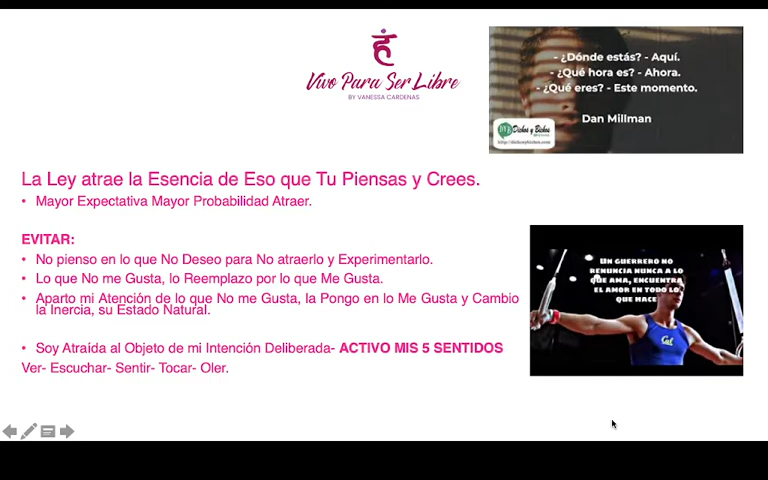 Vivo Para Ser Libre
BY VANESSA CARDENAS
- ¿Dónde estás? - Aquí.
- ¿Qué hora es? - Ahora.
- ¿Qué eres? - Este momento.
Dan Millman
Dichos y Bichos
http://dichosybichos.com
La Ley atrae la Esencia de Eso que Tu Piensas y Crees.
• Mayor Expectativa Mayor Probabilidad Atraer.
EVITAR:
• No pienso en lo que No Deseo para No atraerlo y Experimentarlo.
• Lo que No me Gusta, lo Reemplazo por lo que Me Gusta.
• Aparto mi Atención de lo que No me Gusta, la Pongo en lo Me Gusta y Cambio
la Inercia, su Estado Natural.
• Soy Atraída al Objeto de mi Intención Deliberada- ACTIVO MIS 5 SENTIDOS
Ver- Escuchar- Sentir- Tocar- Oler.
Un guerrero no
renuncia nunca a lo
que ama, encuentra
el amor en todo lo
que hace
Cal